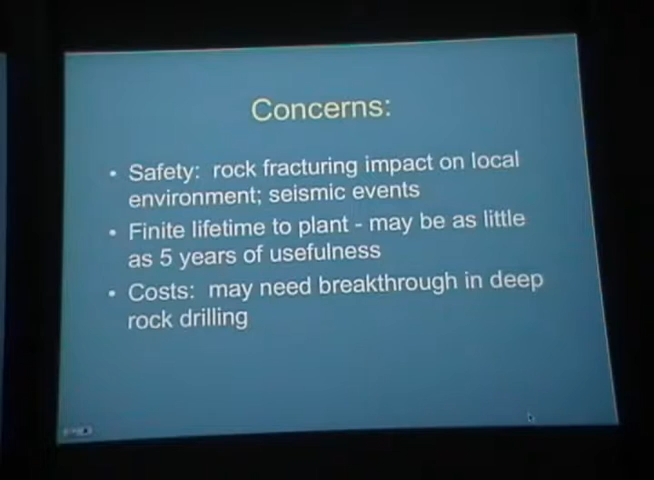 Concerns:
• Safety: rock fracturing impact on local
environment; seismic events
• Finite lifetime to plant - may be as little
as 5 years of usefulness
• Costs: may need breakthrough in deep
rock drilling